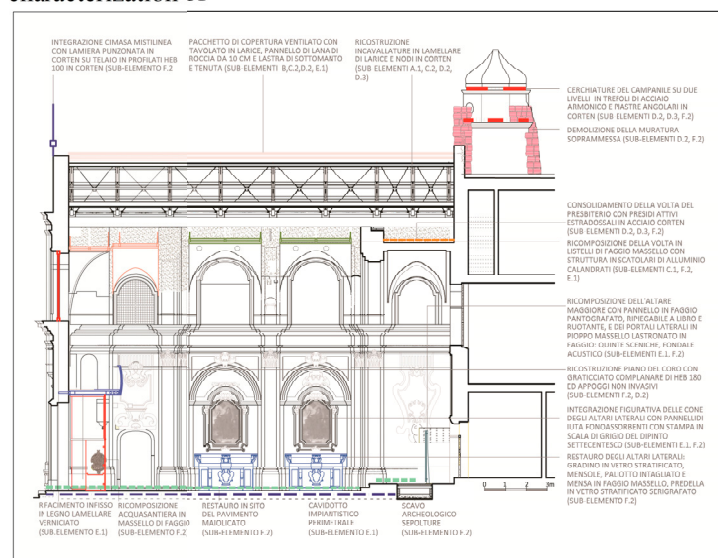 characterization
INTEGRAZIONE CIMASA MISTILINEA
CON LAMIERA PUNZONATA IN
CORTEN SU TELAIO IN PROFILATI HEB
100 IN CORTEN (SUB-ELEMENTO F.2
PACCHETTO DI COPERTURA VENTILATO CON
TAVOLATO IN LARICE, PANNELLO DI LANA DI
ROCCIA DA 10 CM E LASTRA DI SOTTOMANTO
E TENUTA (SUB-ELEMENTI B,C.2,D.2, E.1)
RICOSTRUZIONE
INCAVALLATURE IN LAMELLARE
DI LARICE E NODI IN CORTEN
(SUB ELEMENTI A.1, C.2, D.2,
D.3)
CERCHIATURE DEL CAMPANILE SU DUE
LIVELLI IN TREFOLI DI ACCIAIO
ARMONICO E PIASTRE ANGOLARI IN
CORTEN (SUB ELEMENTI D.2, D.3, F.2)
DEMOLIZIONE DELLA MURATURA
SOPRAMMESSA (SUB-ELEMENTI D.2, F.2)
CONSOLIDAMENTO DELLA VOLTA DEL
PRESBITERIO CON PRESIDI ATTIVI
ESTRADOSSALI IN ACCIAIO CORTEN
(SUB ELEMENTI D.2, D.3, F.2)
RICOMPOSIZIONE DELLA VOLTA IN
LISTELLI DI FAGGIO MASSELLO CON
STRUTTURA INSCATOLARI DI ALLUMINIO
CALANDRATI (SUB-ELEMENTI C.1, F.2,
E.1)
RICOMPOSIZIONE DELL'ALTARE
MAGGIORE CON PANNELLO IN FAGGIO
PANTOGRAFATO, RIPIEGABILE A LIBRO E
RUOTANTE, E DEI PORTALI LATERALI IN
PIOPPO MASSELLO LASTRONATO IN
FAGGIO: QUINTE SCENICHE, FONDALE
ACUSTICO (SUB-ELEMENTI E.1, F.2)
RICOSTRUZIONE PIANO DEL CORO CON
GRATICCIATO COMPLANARE DI HEB 180
ED APPOGGI NON INVASIVI
(SUB-ELEMENTI F.2, D.2)
INTEGRAZIONE FIGURATIVA DELLE CONE
DEGLI ALTARI LATERALI CON PANNELLI DI
IUTA FONOASSORBENTI CON STAMPA IN
SCALA DI GRIGIO DEL DIPINTO
SETTECENTESCO (SUB-ELEMENTI E.1, F.2)
RESTAURO DEGLI ALTARI LATERALI:
GRADINO IN VETRO STRATIFICATO,
MENSOLE, PALIOTTO INTAGLIATO E
MENSA IN FAGGIO MASSELLO, PREDELLA
IN VETRO STRATIFICATO SERIGRAFATO
(SUB-ELEMENTO F.2)
0 1 2 3m
RIFACIMENTO INFISSO
IN LEGNO LAMELLARE
VERNICIATO
(SUB-ELEMENTO E.1)
RICOMPOSIZIONE
ACQUASANTIERA IN
MASSELLO DI FAGGIO
(SUB-ELEMENTO F.2
RESTAURO IN SITO
DEL PAVIMENTO
MAIOLICATO
(SUB-ELEMENTO F.2)
CAVIDOTTO
IMPIANTISTICO
PERIMETRALE
(SUB-ELEMENTO E.1)
SCAVO
ARCHEOLOGICO
SEPOLTURE
(SUB-ELEMENTO F.2)